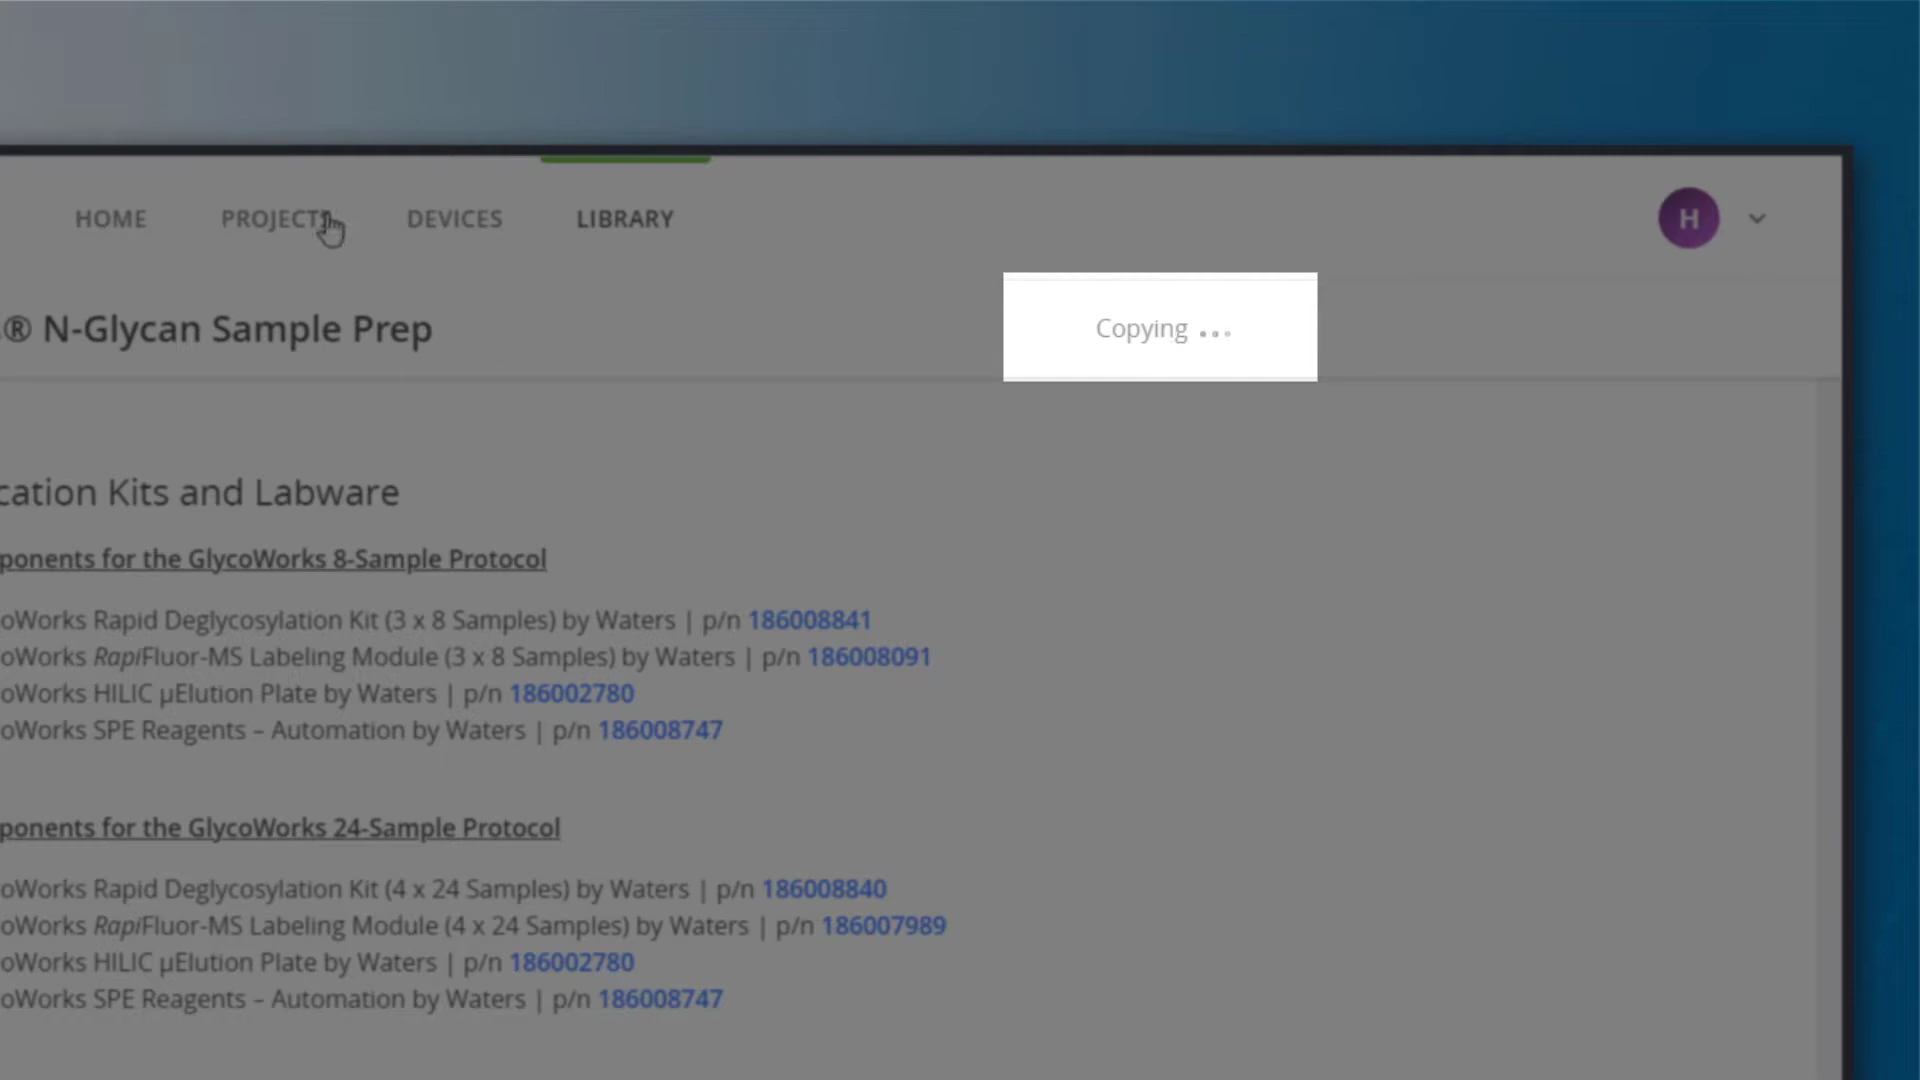 HOME PROJECTS DEVICES LIBRARY H
® N-Glycan Sample Prep
Copying ...
cation Kits and Labware
ponents for the GlycoWorks 8-Sample Protocol
oWorks Rapid Deglycosylation Kit (3 x 8 Samples) by Waters | p/n 186008841
oWorks RapiFluor-MS Labeling Module (3 x 8 Samples) by Waters | p/n 186008091
oWorks HILIC µElution Plate by Waters | p/n 186002780
oWorks SPE Reagents – Automation by Waters | p/n 186008747
ponents for the GlycoWorks 24-Sample Protocol
oWorks Rapid Deglycosylation Kit (4 x 24 Samples) by Waters | p/n 186008840
oWorks RapiFluor-MS Labeling Module (4 x 24 Samples) by Waters | p/n 186007989
oWorks HILIC µElution Plate by Waters | p/n 186002780
oWorks SPE Reagents – Automation by Waters | p/n 186008747